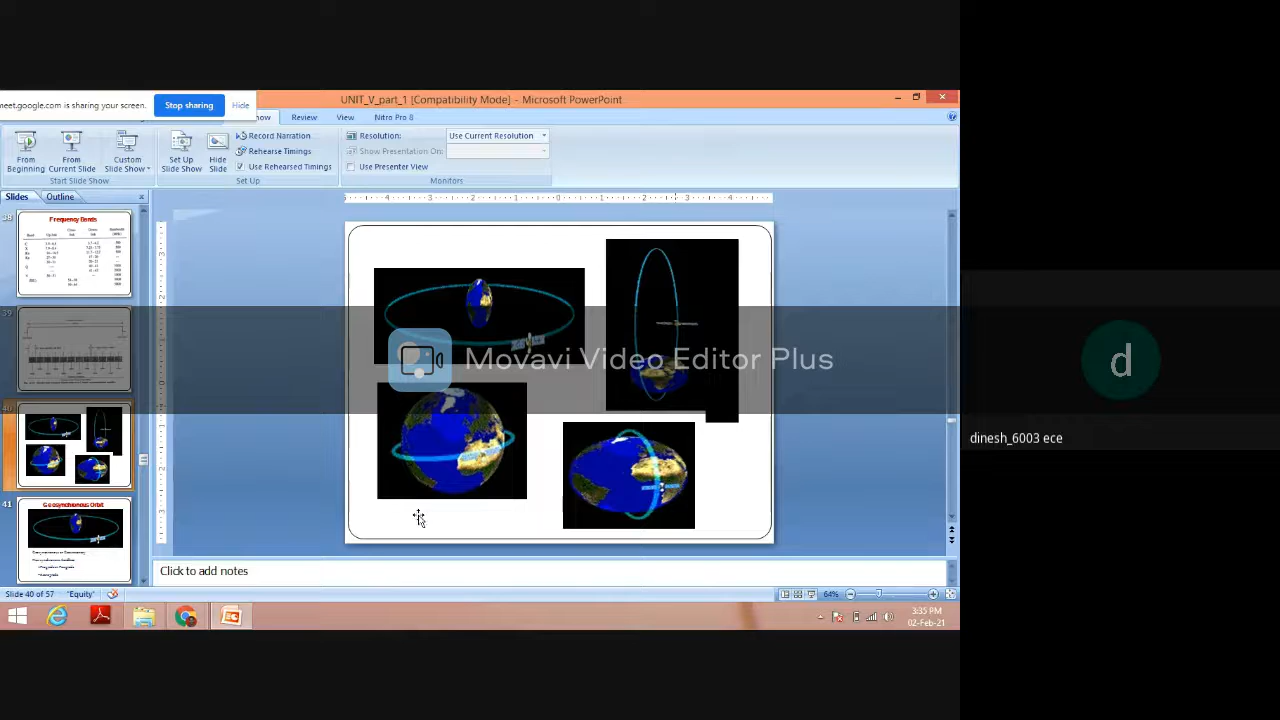 meet.google.com is sharing your screen. Stop sharing Hide
UNIT_V_part_1 [Compatibility Mode] - Microsoft PowerPoint
Review View Nitro Pro 8
From Beginning
From Current Slide
Custom Slide Show
Set Up Slide Show
Hide Slide
Record Narration
Rehearse Timings
Use Rehearsed Timings
Resolution: Use Current Resolution
Show Presentation On:
Use Presenter View
Start Slide Show Set Up Monitors
Slides Outline
Frequency Bands
39
40
41
Geosynchronous Orbit
Movavi Video Editor Plus
d
dinesh_6003 ece
Click to add notes
Slide 40 of 57 "Equity" 64%
3:35 PM
02-Feb-21